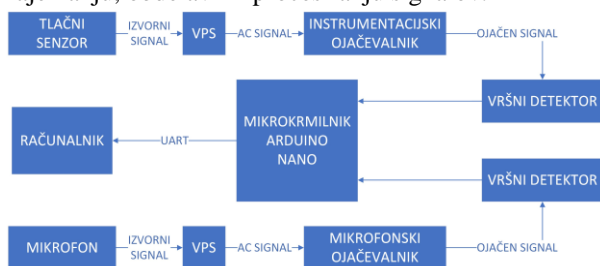 TLAČNI
SENZOR
IZVORNI
SIGNAL
VPS
AC SIGNAL
INSTRUMENTACIJSKI
OJAČEVALNIK
OJAČEN SIGNAL
VRŠNI DETEKTOR
MIKROKRMILNIK
ARDUINO
NANO
UART
RAČUNALNIK
VRŠNI DETEKTOR
MIKROFON
IZVORNI
SIGNAL
VPS
AC SIGNAL
MIKROFONSKI
OJAČEVALNIK
OJAČEN SIGNAL